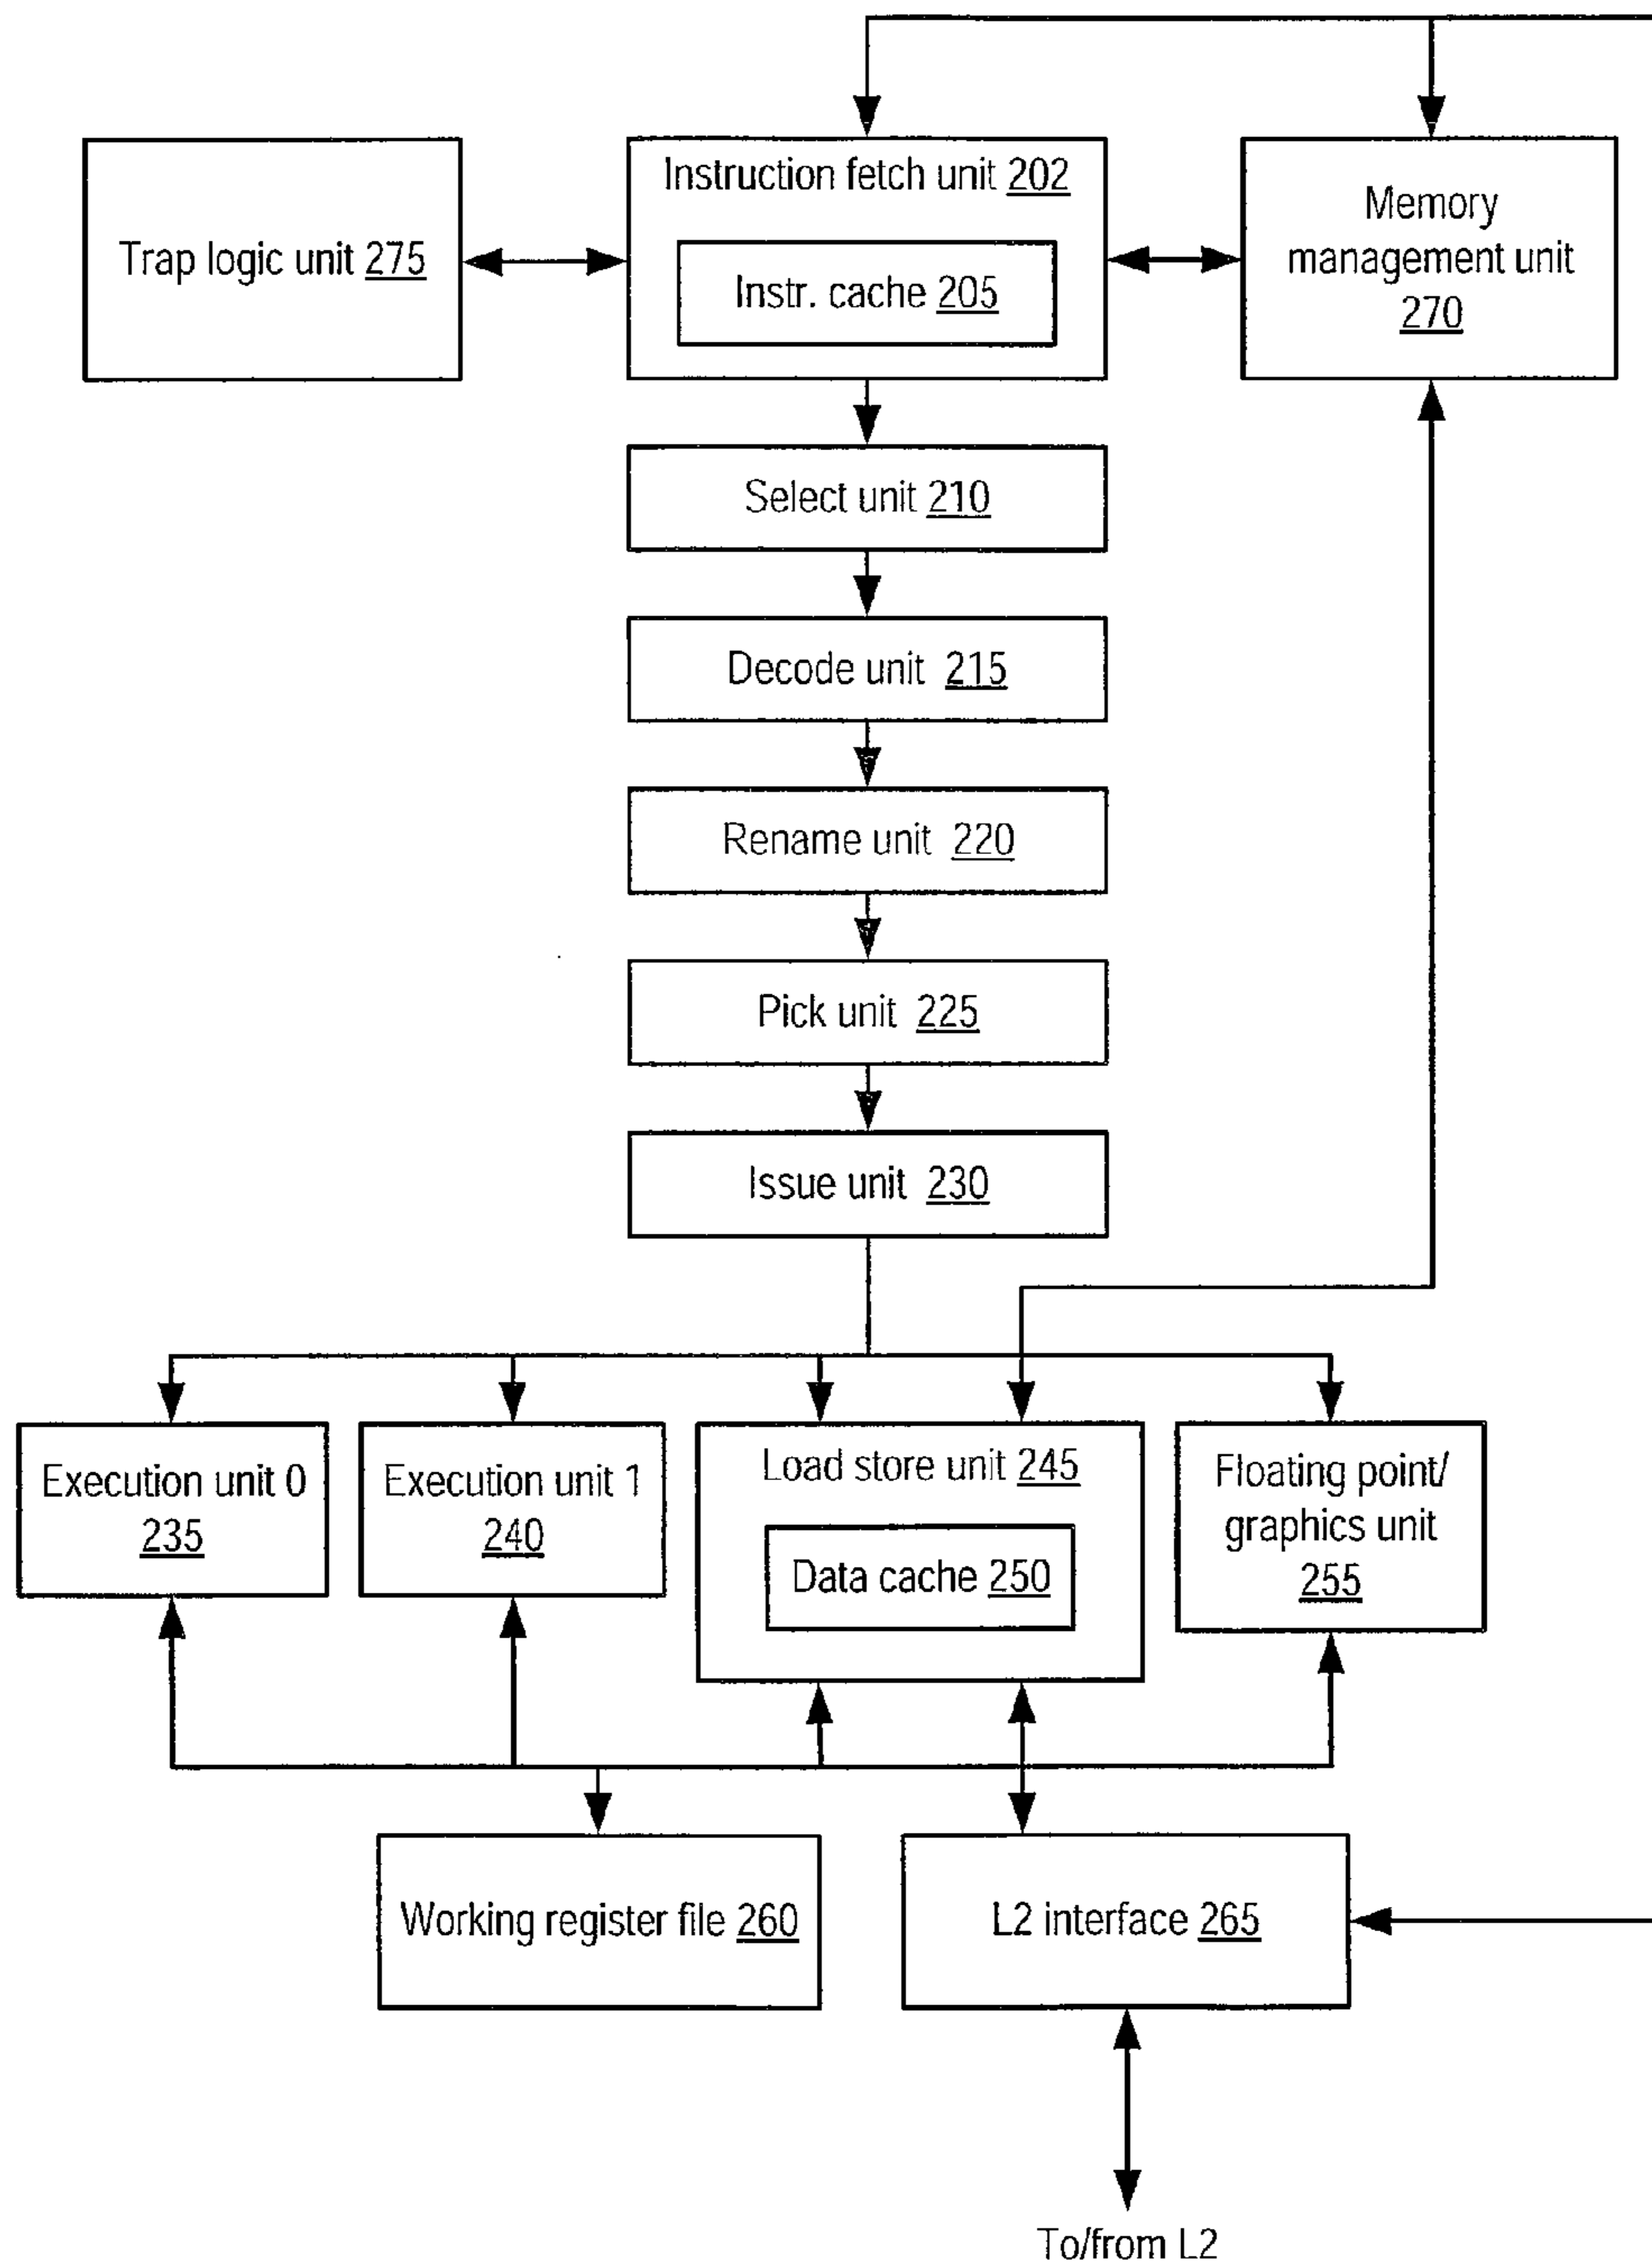 Trap logic unit 275
Instruction fetch unit 202
Instr. cache 205
Memory
management unit
270
Select unit 210
Decode unit 215
Rename unit 220
Pick unit 225
Issue unit 230
Execution unit 0
235
Execution unit 1
240
Load store unit 245
Data cache 250
Floating point/
graphics unit
255
Working register file 260
L2 interface 265
To/from L2